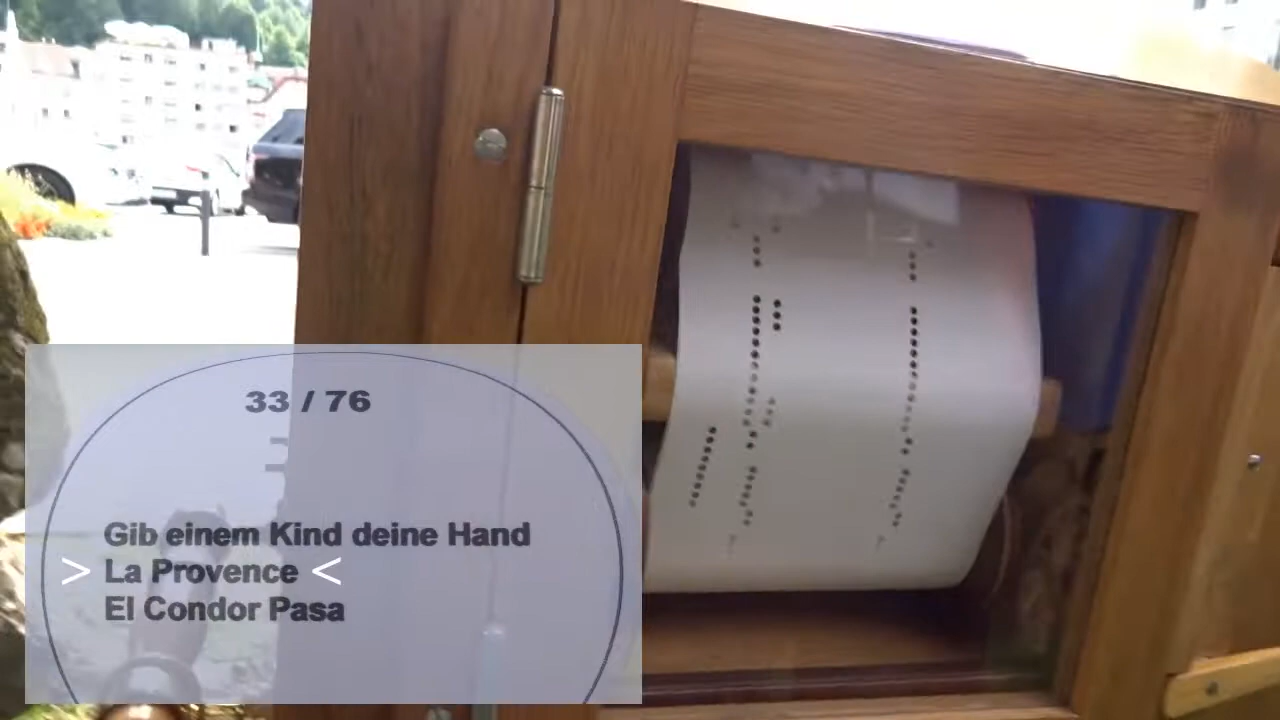 33 / 76
Gib einem Kind deine Hand
> La Provence <
El Condor Pasa